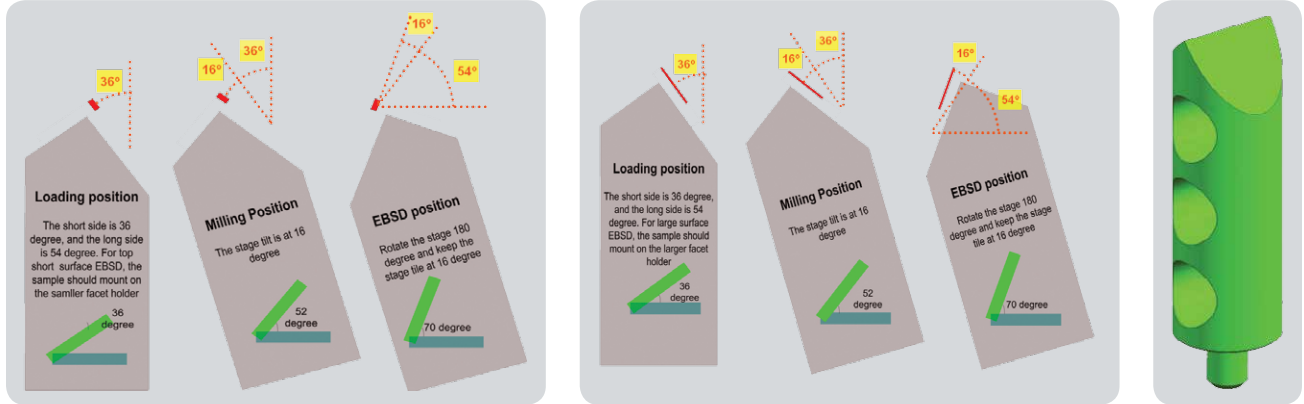 36º
Loading position
The short side is 36
degree, and the long side
is 54 degree. For top
short surface EBSD, the
sample should mount on
the samller facet holder
36
degree
16º
36º
Milling Position
The stage tilt is at 16
degree
52
degree
16º
54º
EBSD position
Rotate the stage 180
degree and keep the
stage tile at 16 degree
70 degree
36º
Loading position
The short side is 36 degree,
and the long side is 54
degree. For large surface
EBSD, the sample should
mount on the larger facet
holder
36
degree
16º
36º
Milling Position
The stage tilt is at 16
degree
52
degree
16º
54º
EBSD position
Rotate the stage 180
degree and keep the stage
tile at 16 degree
70 degree